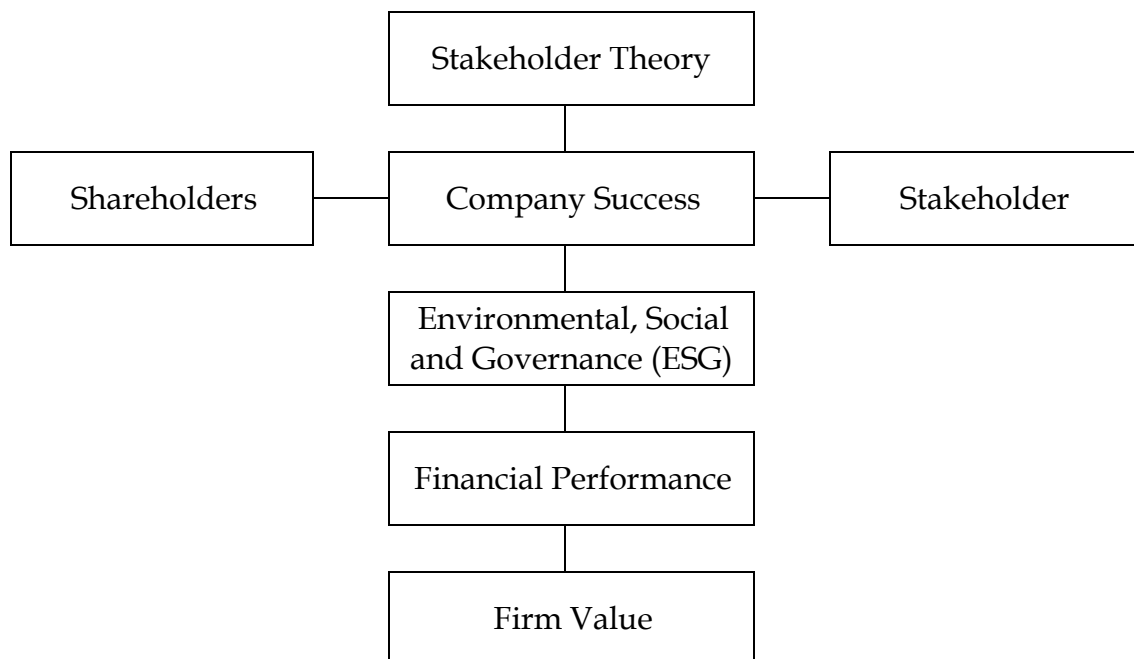 Stakeholder Theory
Shareholders
Company Success
Stakeholder
Environmental, Social
and Governance (ESG)
Financial Performance
Firm Value